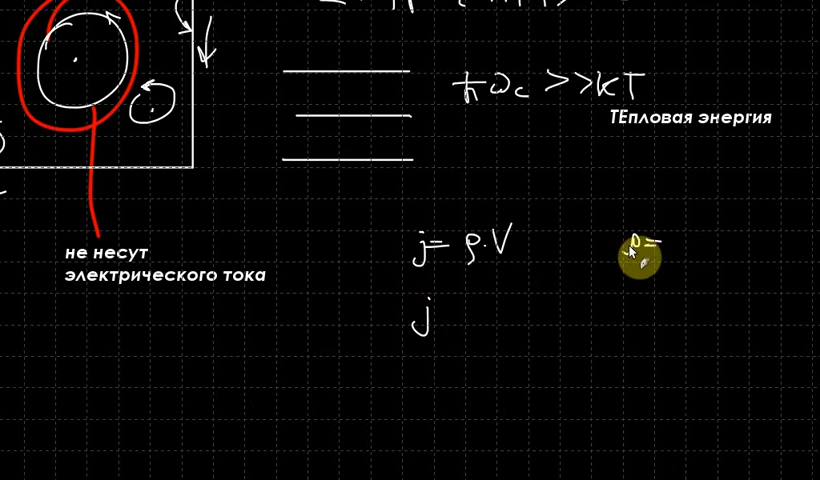 ħω_c >> kT
ТЕпловая энергия
j = ρ·V
ρ =
не несут
электрического тока
j